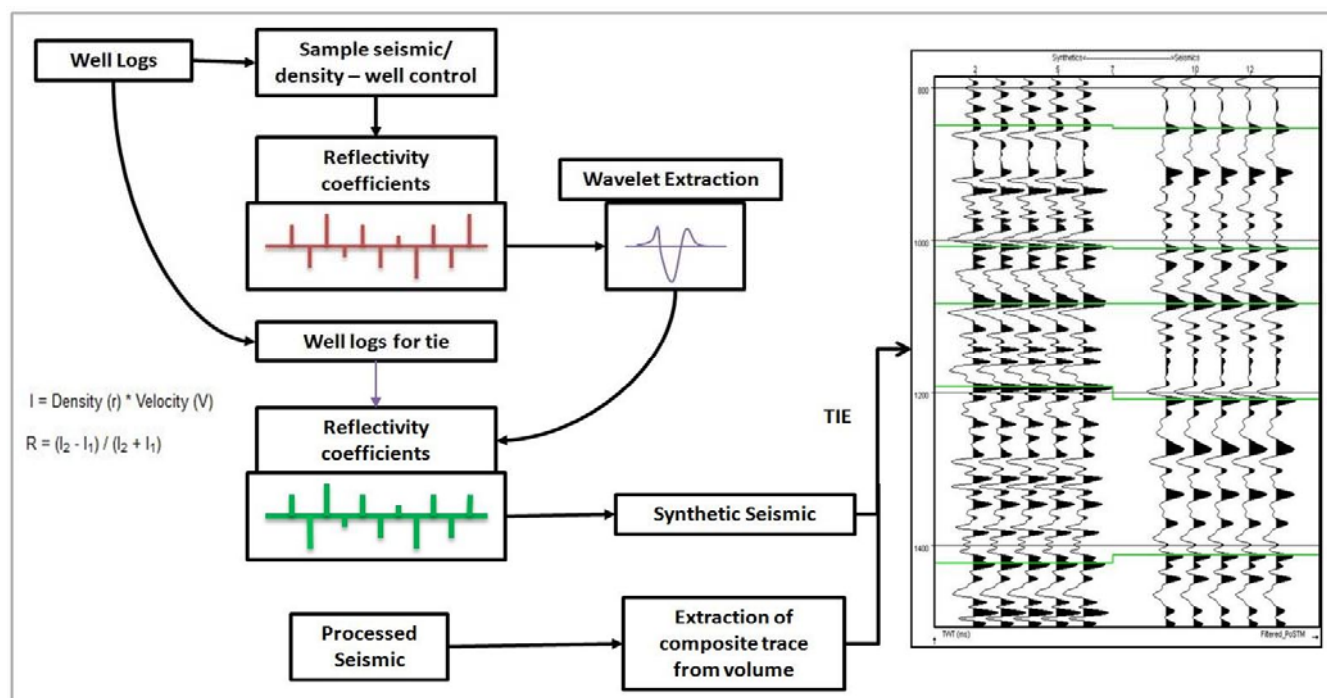 Well Logs
Sample seismic/
density – well control
Reflectivity
coefficients
Wavelet Extraction
Well logs for tie
I = Density (r) * Velocity (V)
R = (I₂ - I₁) / (I₂ + I₁)
Reflectivity
coefficients
Synthetic Seismic
Processed
Seismic
Extraction of
composite trace
from volume
TIE
Synthetics<------------------->Seismics
2 6 7 10 12
800
1000
1200
1400
TWT (ms)
Filtered_PoSTM